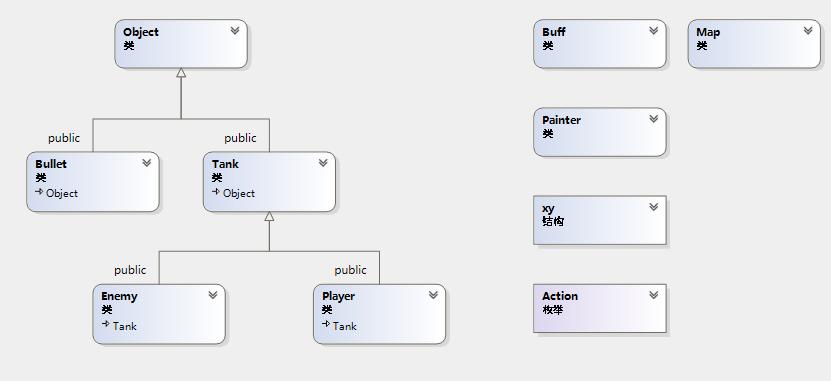 Object
类
Buff
类
Map
类
Painter
类
public
public
Bullet
类
Object
Tank
类
Object
xy
结构
public
public
Enemy
类
Tank
Player
类
Tank
Action
枚举